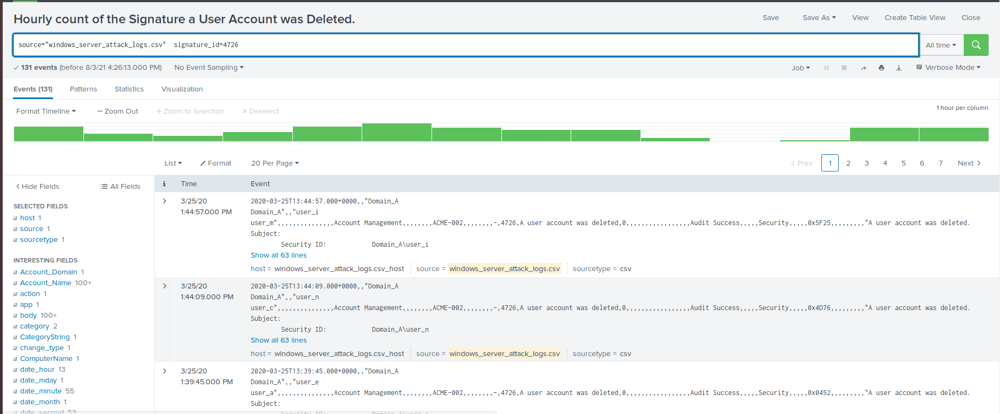 Hourly count of the Signature a User Account was Deleted.
Save Save As View Create Table View Close
source="windows_server_attack_logs.csv" signature_id=4726
All time
131 events (before 8/3/21 4:26:13.000 PM) No Event Sampling
Job Verbose Mode
Events (131) Patterns Statistics Visualization
Format Timeline — Zoom Out + Zoom to Selection × Deselect
1 hour per column
List Format 20 Per Page
< Prev 1 2 3 4 5 6 7 Next >
< Hide Fields All Fields
SELECTED FIELDS
a host 1
a source 1
a sourcetype 1
INTERESTING FIELDS
a Account_Domain 1
a Account_Name 100+
a action 1
a app 1
a body 100+
a category 2
a CategoryString 1
a change_type 1
a ComputerName 1
a date_hour 13
a date_mday 1
a date_minute 55
a date_month 1
a date_second 53
i Time Event
> 3/25/20 2020-03-25T13:44:57.000+0000,,"Domain_A
1:44:57.000 PM Domain_A",,"user_i
user_m",,,,,,,,,,,,,,,Account Management,,,,,,,,ACME-002,,,,,,,,-,4726,A user account was deleted,0,,,,,,,,,,,,,,,,,Audit Success,,,,,Security,,,,,0x5F25,,,,,,,,,"A user account was deleted.
Subject:
Security ID: Domain_A\user_i
Show all 63 lines
host = windows_server_attack_logs.csv_host source = windows_server_attack_logs.csv sourcetype = csv
> 3/25/20 2020-03-25T13:44:09.000+0000,,"Domain_A
1:44:09.000 PM Domain_A",,"user_n
user_c",,,,,,,,,,,,,,,Account Management,,,,,,,,ACME-002,,,,,,,,-,4726,A user account was deleted,0,,,,,,,,,,,,,,,,,Audit Success,,,,,Security,,,,,0x4D76,,,,,,,,,"A user account was deleted.
Subject:
Security ID: Domain_A\user_n
Show all 63 lines
host = windows_server_attack_logs.csv_host source = windows_server_attack_logs.csv sourcetype = csv
> 3/25/20 2020-03-25T13:39:45.000+0000,,"Domain_A
1:39:45.000 PM Domain_A",,"user_e
user_a",,,,,,,,,,,,,,,Account Management,,,,,,,,ACME-002,,,,,,,,-,4726,A user account was deleted,0,,,,,,,,,,,,,,,,,Audit Success,,,,,Security,,,,,0x0452,,,,,,,,,"A user account was deleted.
Subject: